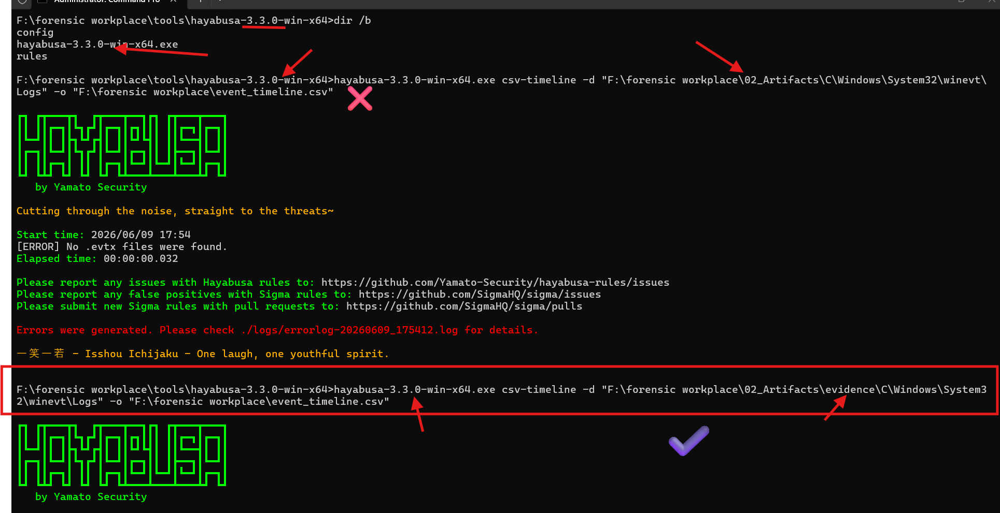 Administrator: Command Pro
F:\forensic workplace\tools\hayabusa-3.3.0-win-x64>dir /b
config
hayabusa-3.3.0-win-x64.exe
rules
F:\forensic workplace\tools\hayabusa-3.3.0-win-x64>hayabusa-3.3.0-win-x64.exe csv-timeline -d "F:\forensic workplace\02_Artifacts\C\Windows\System32\winevt\
Logs" -o "F:\forensic workplace\event_timeline.csv"
HAYABUSA
by Yamato Security
Cutting through the noise, straight to the threats~
Start time: 2026/06/09 17:54
[ERROR] No .evtx files were found.
Elapsed time: 00:00:00.032
Please report any issues with Hayabusa rules to: https://github.com/Yamato-Security/hayabusa-rules/issues
Please report any false positives with Sigma rules to: https://github.com/SigmaHQ/sigma/issues
Please submit new Sigma rules with pull requests to: https://github.com/SigmaHQ/sigma/pulls
Errors were generated. Please check ./logs/errorlog-20260609_175412.log for details.
一笑一若 - Isshou Ichijaku - One laugh, one youthful spirit.
F:\forensic workplace\tools\hayabusa-3.3.0-win-x64>hayabusa-3.3.0-win-x64.exe csv-timeline -d "F:\forensic workplace\02_Artifacts\evidence\C\Windows\System3
2\winevt\Logs" -o "F:\forensic workplace\event_timeline.csv"
HAYABUSA
by Yamato Security